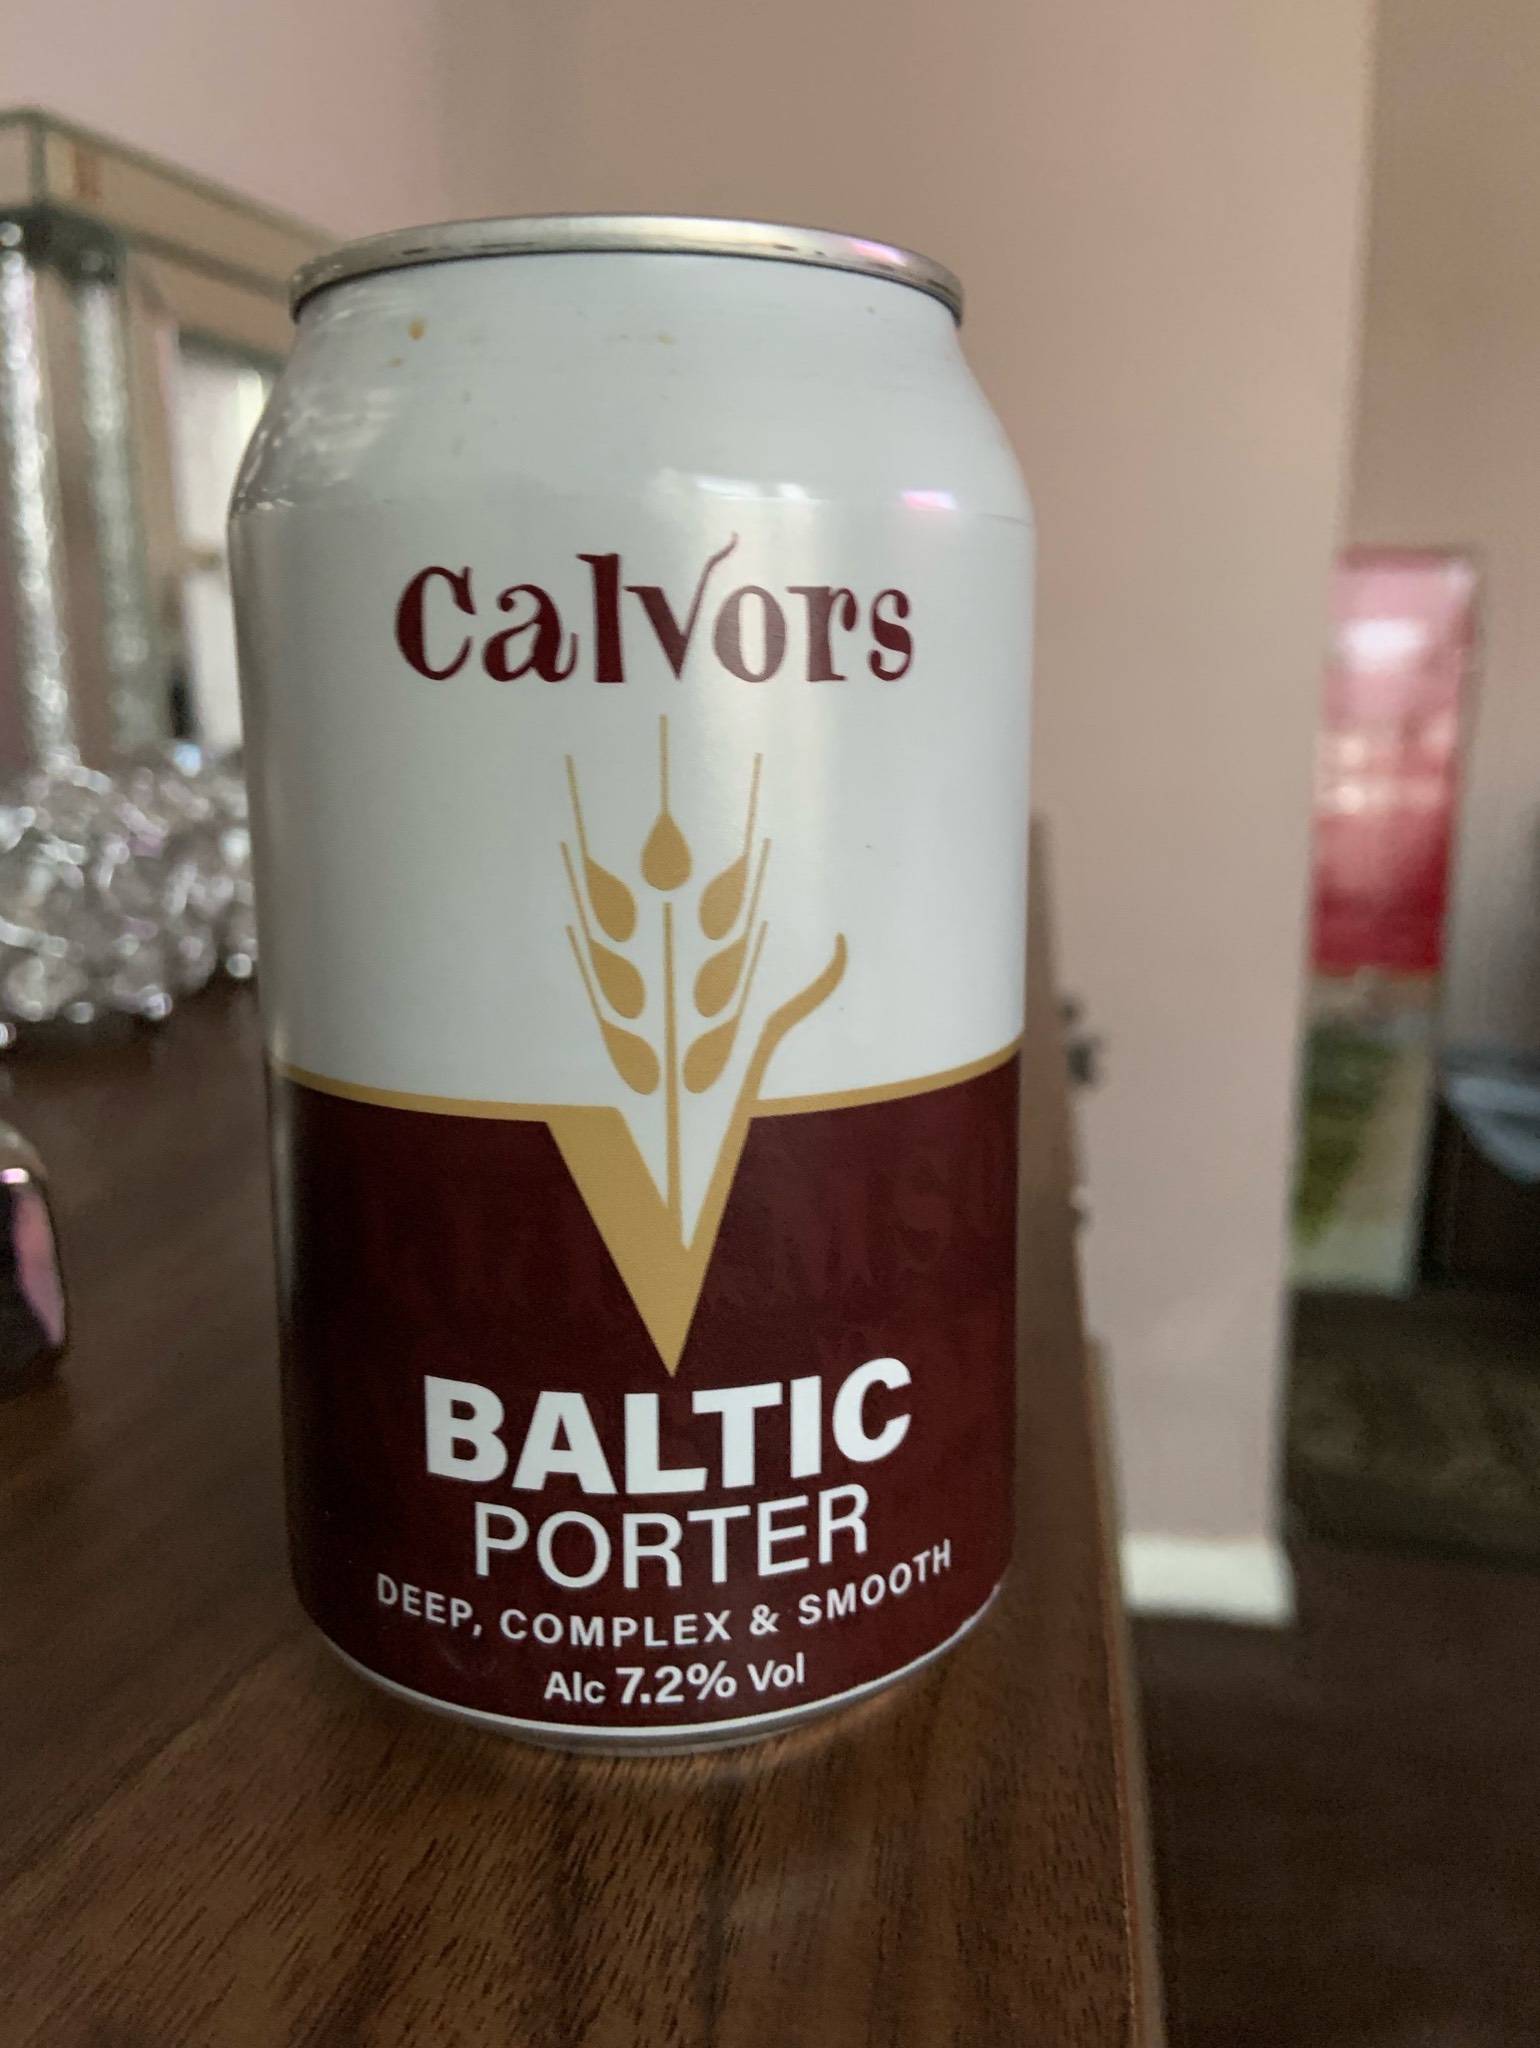 Calvors
BALTIC
PORTER
DEEP, COMPLEX & SMOOTH
Alc 7.2% Vol